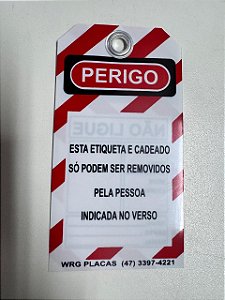 PERIGO
NÃO LIGUE
ESTA ETIQUETA E CADEADO
SÓ PODEM SER REMOVIDOS
PELA PESSOA
INDICADA NO VERSO
WRG PLACAS (47) 3397-4221